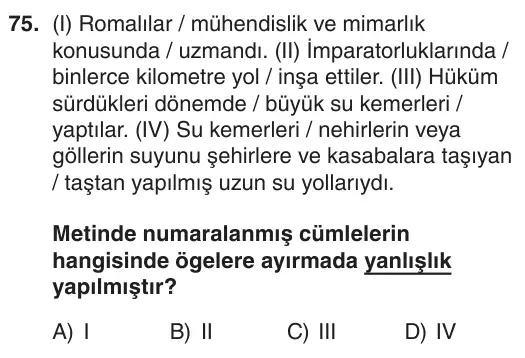 75. (I) Romalılar / mühendislik ve mimarlık
konusunda / uzmandı. (II) İmparatorluklarında /
binlerce kilometre yol / inşa ettiler. (III) Hüküm
sürdükleri dönemde / büyük su kemerleri /
yaptılar. (IV) Su kemerleri / nehirlerin veya
göllerin suyunu şehirlere ve kasabalara taşıyan
/ taştan yapılmış uzun su yollarıydı.
Metinde numaralanmış cümlelerin
hangisinde ögelere ayırmada yanlışlık
yapılmıştır?
A) I B) II C) III D) IV